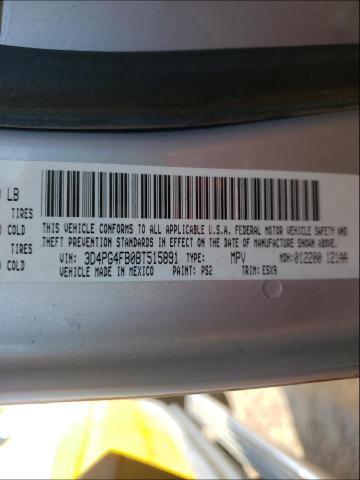 LB
TIRES
COLD
TIRES
COLD
THIS VEHICLE CONFORMS TO ALL APPLICABLE U.S.A. FEDERAL MOTOR VEHICLE SAFETY AND
THEFT PREVENTION STANDARDS IN EFFECT ON THE DATE OF MANUFACTURE SHOWN ABOVE.
VIN: 3D4PG4FB0BT515891 TYPE: MPV MDH: 012200 121AA
VEHICLE MADE IN MEXICO PAINT: PS2 TRIM: E5X9